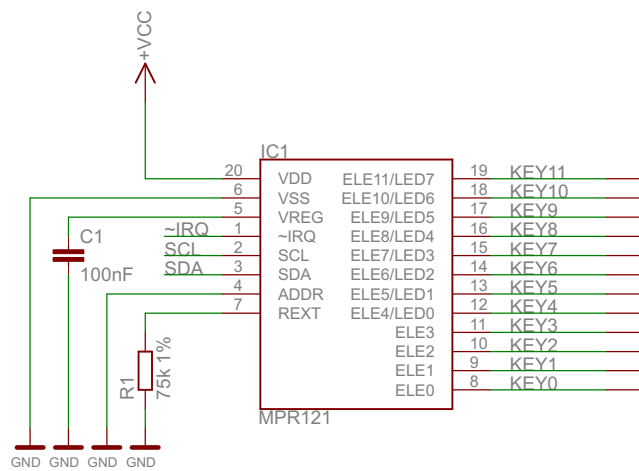 +VCC
IC1
20 VDD ELE11/LED7 19 KEY11
6 VSS ELE10/LED6 18 KEY10
5 VREG ELE9/LED5 17 KEY9
~IRQ 1 ~IRQ ELE8/LED4 16 KEY8
SCL 2 SCL ELE7/LED3 15 KEY7
SDA 3 SDA ELE6/LED2 14 KEY6
4 ADDR ELE5/LED1 13 KEY5
7 REXT ELE4/LED0 12 KEY4
ELE3 11 KEY3
ELE2 10 KEY2
ELE1 9 KEY1
ELE0 8 KEY0
MPR121
C1
100nF
R1
75k 1%
GND GND GND GND